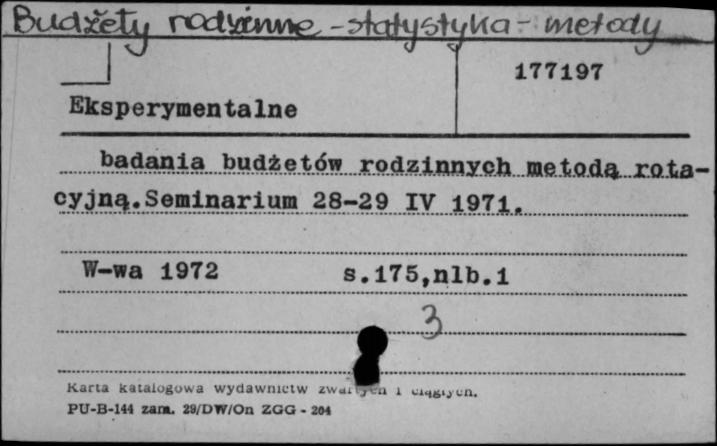 Budżety rodzinne - statystyka - metody
177197
Eksperymentalne
badania budżetów rodzinnych metodą rota-
cyjną. Seminarium 28-29 IV 1971.
W-wa 1972 s.175,nlb.1
3
Karta katalogowa wydawnictw zwartych i ciągłych.
PU-B-144 zam. 29/DW/On ZGG - 204